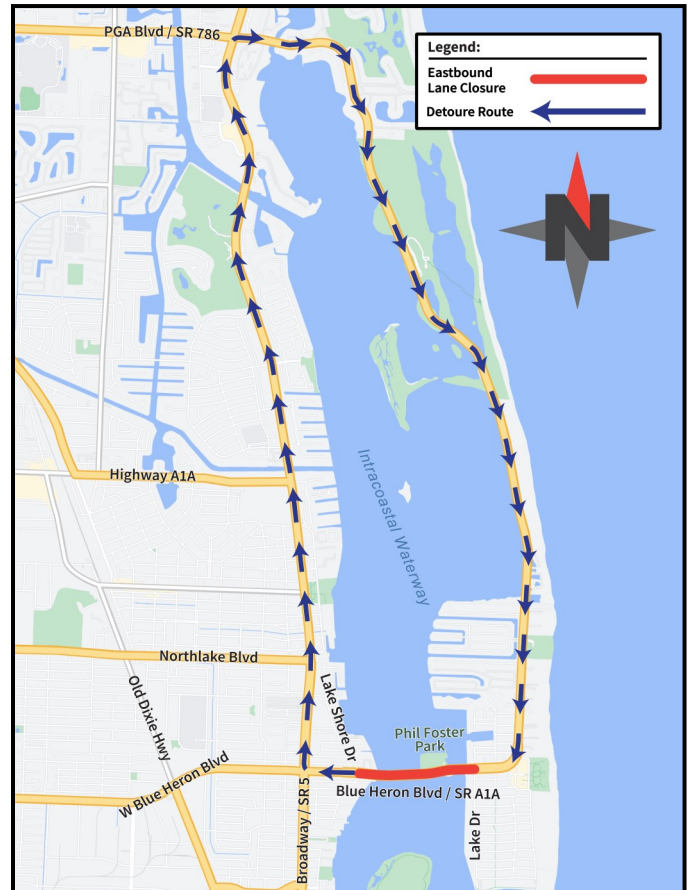 PGA Blvd / SR 786
Legend:
Eastbound
Lane Closure
Detoure Route
N
Highway A1A
Intracoastal Waterway
Northlake Blvd
Old Dixie Hwy
Lake Shore Dr
Phil Foster
Park
W Blue Heron Blvd
Blue Heron Blvd / SR A1A
Broadway / SR 5
Lake Dr